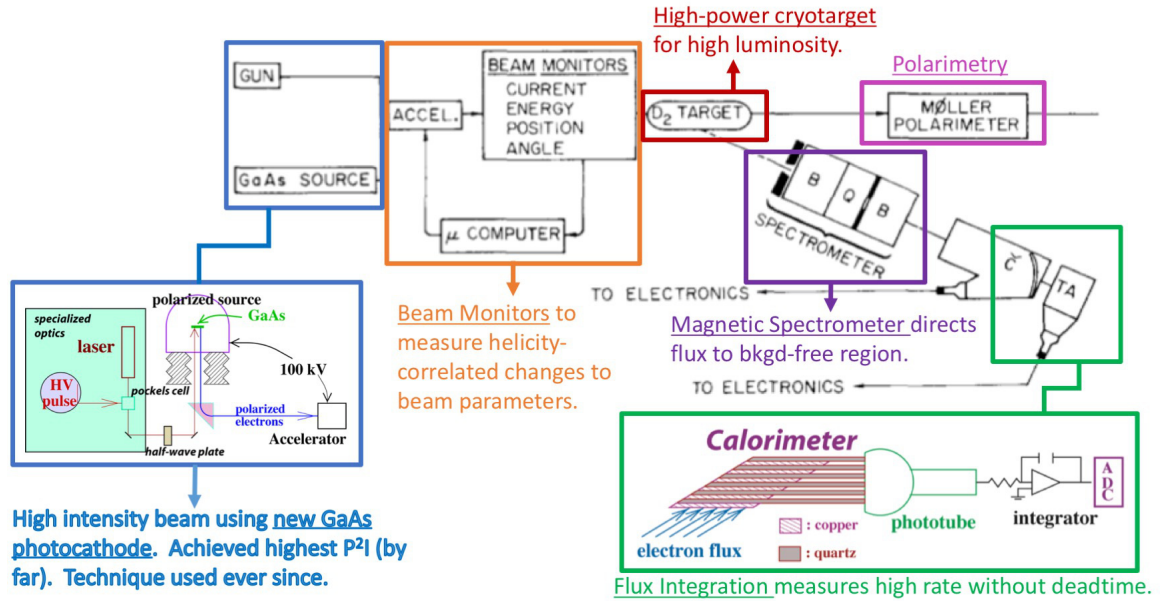 High-power cryotarget
for high luminosity.
Polarimetry
GUN
GaAs SOURCE
ACCEL.
BEAM MONITORS
CURRENT
ENERGY
POSITION
ANGLE
μ COMPUTER
D2 TARGET
MØLLER
POLARIMETER
B
Q
B
SPECTROMETER
Č
TA
TO ELECTRONICS
TO ELECTRONICS
polarized source
GaAs
specialized
optics
laser
HV
pulse
pockels cell
100 kV
polarized
electrons
Accelerator
half-wave plate
Beam Monitors to
measure helicity-
correlated changes to
beam parameters.
Magnetic Spectrometer directs
flux to bkgd-free region.
Calorimeter
: copper
: quartz
electron flux
phototube
integrator
A
D
C
High intensity beam using new GaAs
photocathode. Achieved highest P²I (by
far). Technique used ever since.
Flux Integration measures high rate without deadtime.